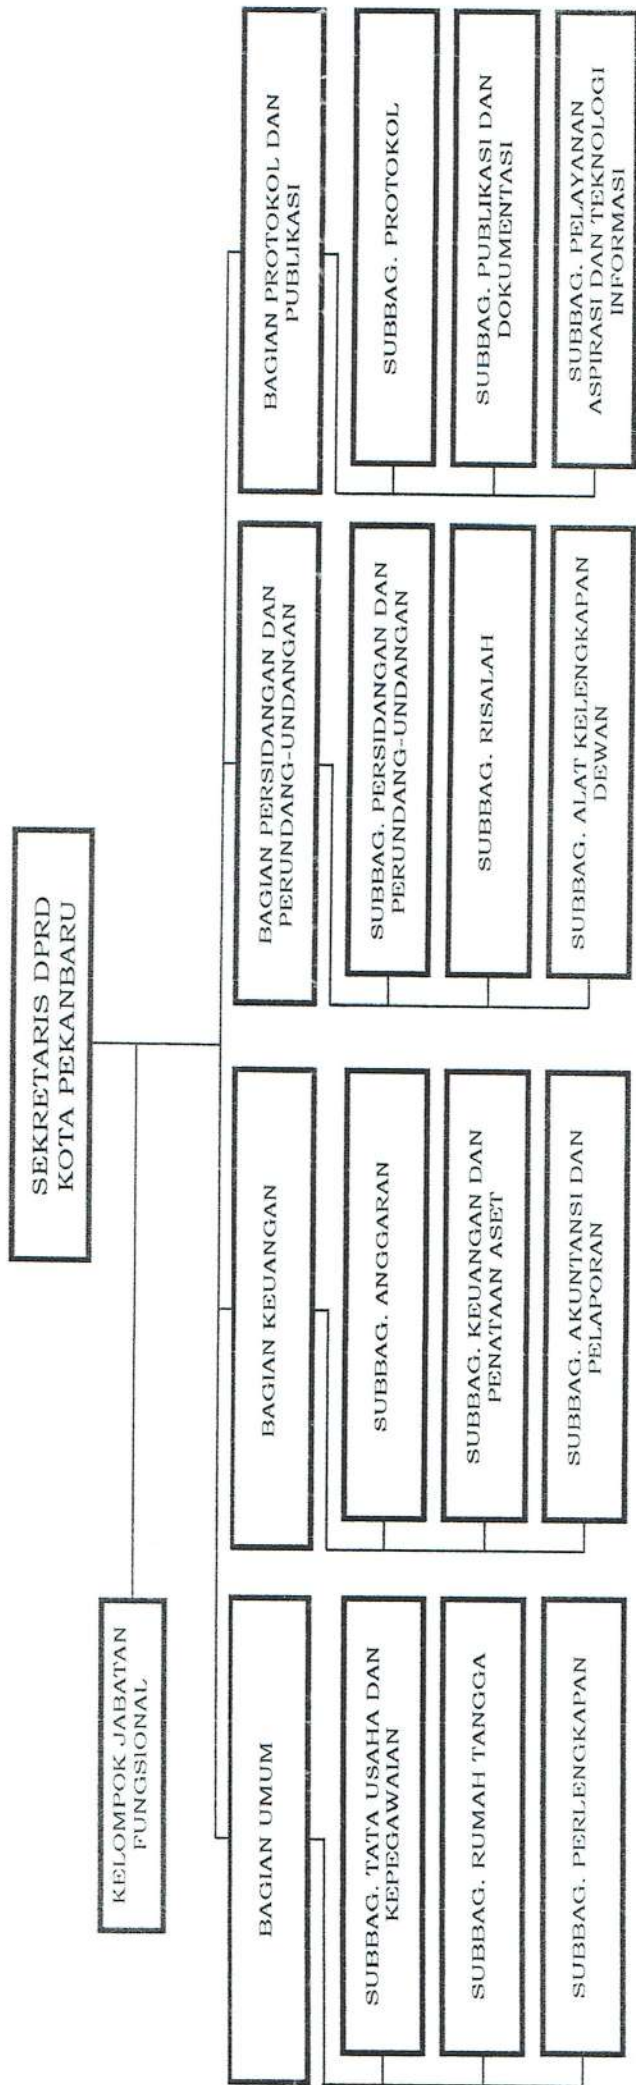 SEKRETARIS DPRD
KOTA PEKANBARU
KELOMPOK JABATAN
FUNGSIONAL
BAGIAN UMUM
SUBBAG. TATA USAHA DAN
KEPEGAWAIAN
SUBBAG. RUMAH TANGGA
SUBBAG. PERLENGKAPAN
BAGIAN KEUANGAN
SUBBAG. ANGGARAN
SUBBAG. KEUANGAN DAN
PENATAAN ASET
SUBBAG. AKUNTANSI DAN
PELAPORAN
BAGIAN PERSIDANGAN DAN
PERUNDANG-UNDANGAN
SUBBAG. PERSIDANGAN DAN
PERUNDANG-UNDANGAN
SUBBAG. RISALAH
SUBBAG. ALAT KELENGKAPAN
DEWAN
BAGIAN PROTOKOL DAN
PUBLIKASI
SUBBAG. PROTOKOL
SUBBAG. PUBLIKASI DAN
DOKUMENTASI
SUBBAG. PELAYANAN
ASPIRASI DAN TEKNOLOGI
INFORMASI